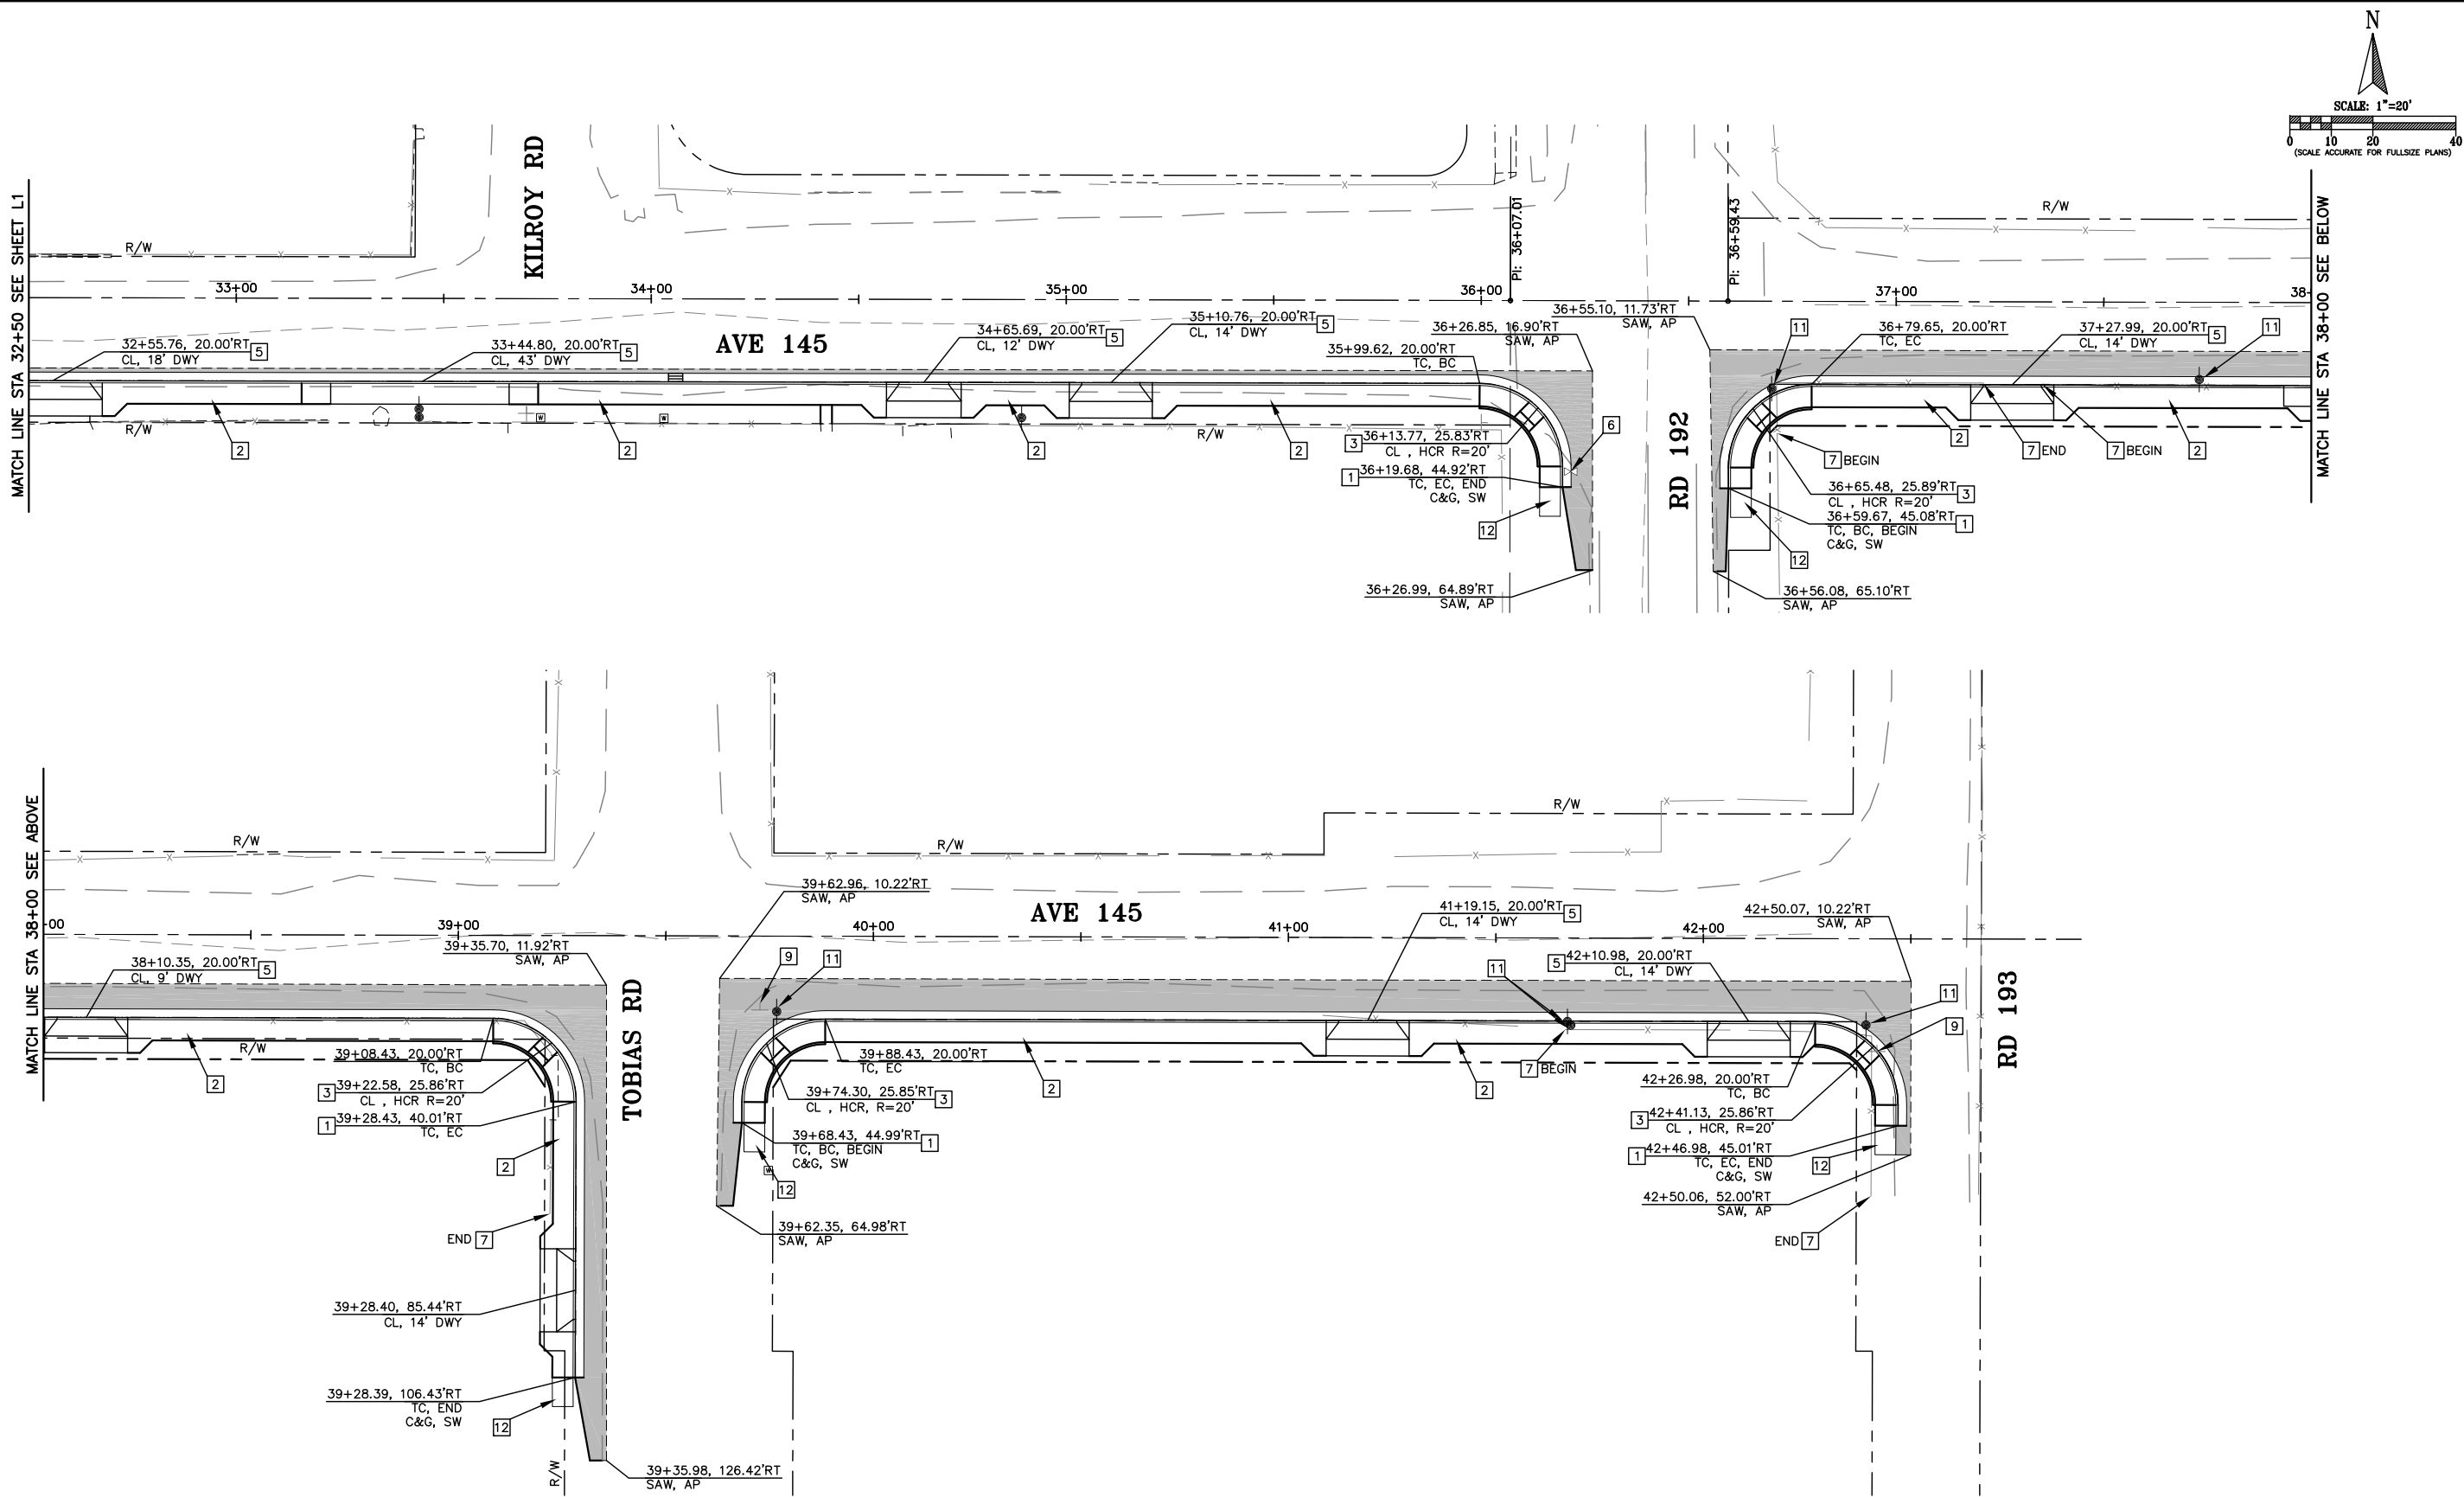 N
SCALE: 1"=20'
0 10 20 40
(SCALE ACCURATE FOR FULLSIZE PLANS)
MATCH LINE STA 32+50 SEE SHEET L1
KILROY RD
R/W
R/W
PI: 36+07.01
PI: 36+59.43
33+00
34+00
35+00
36+00
37+00
38-
MATCH LINE STA 38+00 SEE BELOW
32+55.76, 20.00'RT 5
CL, 18' DWY
33+44.80, 20.00'RT 5
CL, 43' DWY
AVE 145
34+65.69, 20.00'RT 5
CL, 12' DWY
35+10.76, 20.00'RT 5
CL, 14' DWY
36+26.85, 16.90'RT
SAW, AP
35+99.62, 20.00'RT
TC, BC
36+55.10, 11.73'RT
SAW, AP
11
36+79.65, 20.00'RT
TC, EC
37+27.99, 20.00'RT 5
CL, 14' DWY
11
R/W
W
W
R/W
2
2
2
2
3 36+13.77, 25.83'RT
CL , HCR R=20'
1 36+19.68, 44.92'RT
TC, EC, END
C&G, SW
6
12
RD 192
7 BEGIN
2
7 END
7 BEGIN
2
36+65.48, 25.89'RT 3
CL , HCR R=20'
36+59.67, 45.08'RT 1
TC, BC, BEGIN
C&G, SW
12
36+26.99, 64.89'RT
SAW, AP
36+56.08, 65.10'RT
SAW, AP
MATCH LINE STA 38+00 SEE ABOVE
R/W
R/W
R/W
-00
39+00
40+00
41+00
42+00
39+62.96, 10.22'RT
SAW, AP
AVE 145
39+35.70, 11.92'RT
SAW, AP
38+10.35, 20.00'RT 5
CL, 9' DWY
9
11
41+19.15, 20.00'RT 5
CL, 14' DWY
42+50.07, 10.22'RT
SAW, AP
11
5 42+10.98, 20.00'RT
CL, 14' DWY
11
9
RD 193
TOBIAS RD
R/W
2
39+08.43, 20.00'RT
TC, BC
3 39+22.58, 25.86'RT
CL , HCR R=20'
1 39+28.43, 40.01'RT
TC, EC
2
39+88.43, 20.00'RT
TC, EC
39+74.30, 25.85'RT 3
CL , HCR, R=20'
39+68.43, 44.99'RT 1
TC, BC, BEGIN
C&G, SW
W
12
2
2
7 BEGIN
42+26.98, 20.00'RT
TC, BC
3 42+41.13, 25.86'RT
CL , HCR, R=20'
1 42+46.98, 45.01'RT
TC, EC, END
C&G, SW
12
42+50.06, 52.00'RT
SAW, AP
END 7
39+62.35, 64.98'RT
SAW, AP
END 7
39+28.40, 85.44'RT
CL, 14' DWY
39+28.39, 106.43'RT
TC, END
C&G, SW
12
R/W
39+35.98, 126.42'RT
SAW, AP